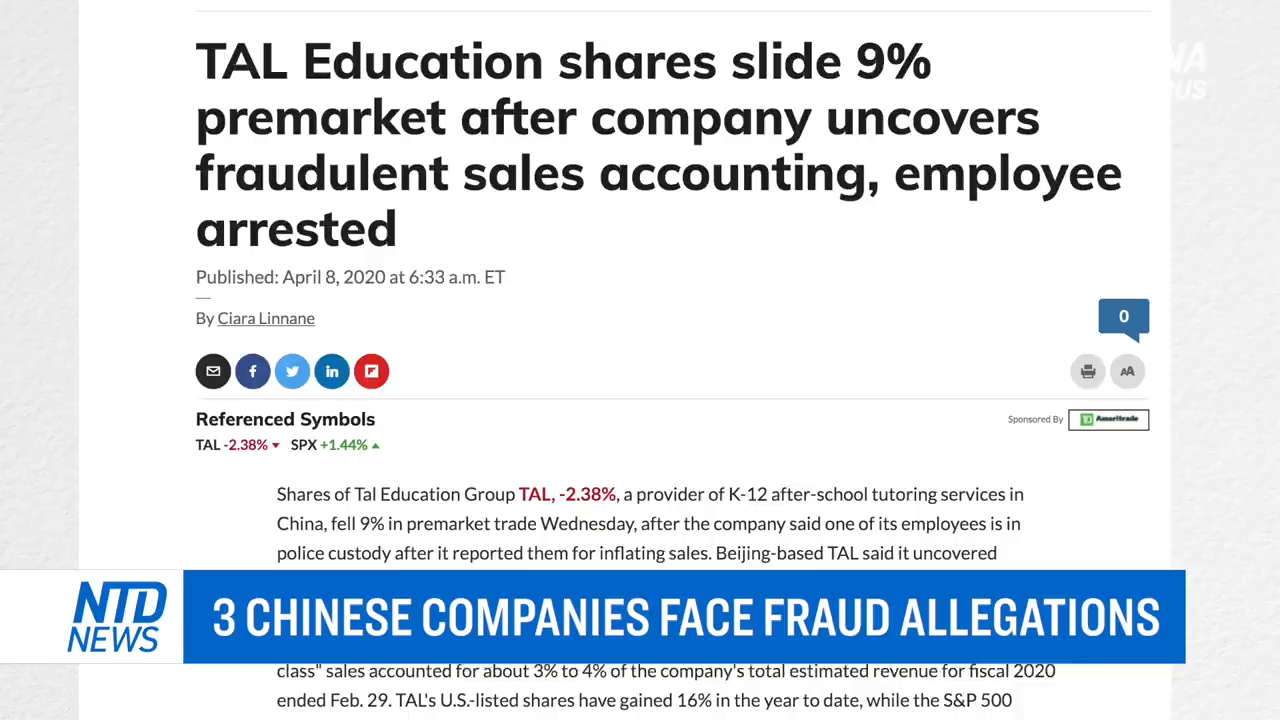 TAL Education shares slide 9%
premarket after company uncovers
fraudulent sales accounting, employee
arrested
Published: April 8, 2020 at 6:33 a.m. ET
By Ciara Linnane
0
AA
Referenced Symbols
Sponsored By
TD Ameritrade
TAL -2.38% SPX +1.44%
Shares of Tal Education Group TAL, -2.38%, a provider of K-12 after-school tutoring services in
China, fell 9% in premarket trade Wednesday, after the company said one of its employees is in
police custody after it reported them for inflating sales. Beijing-based TAL said it uncovered
NTD
NEWS
3 CHINESE COMPANIES FACE FRAUD ALLEGATIONS
class" sales accounted for about 3% to 4% of the company's total estimated revenue for fiscal 2020
ended Feb. 29. TAL's U.S.-listed shares have gained 16% in the year to date, while the S&P 500